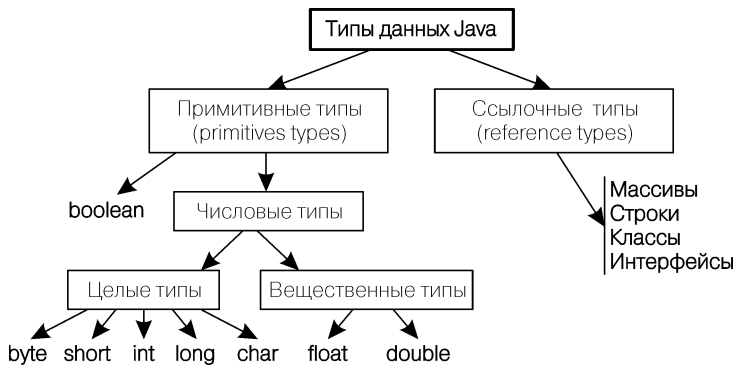 Типы данных Java
Примитивные типы
(primitives types)
Ссылочные типы
(reference types)
boolean
Числовые типы
Массивы
Строки
Классы
Интерфейсы
Целые типы
Вещественные типы
byte short int long char float double